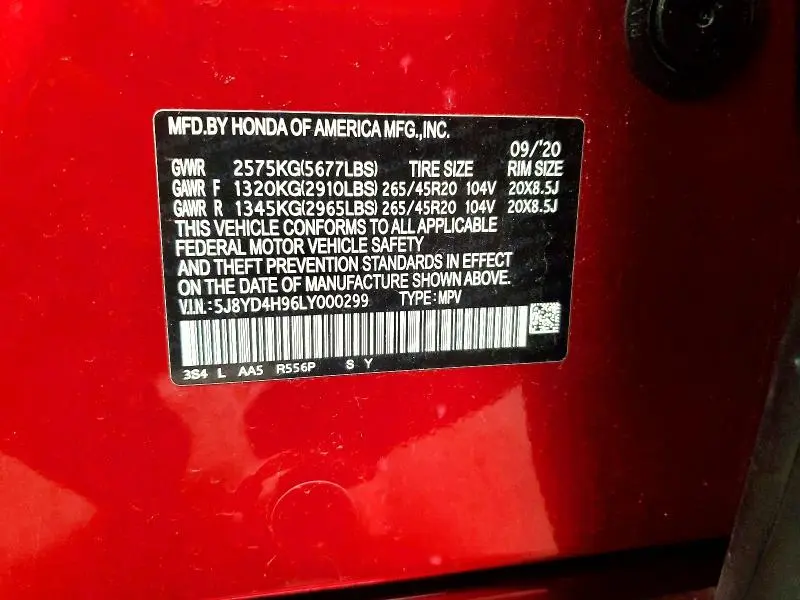 MFD.BY HONDA OF AMERICA MFG.,INC.
09/'20
GVWR 2575KG(5677LBS) TIRE SIZE RIM SIZE
GAWR F 1320KG(2910LBS) 265/45R20 104V 20X8.5J
GAWR R 1345KG(2965LBS) 265/45R20 104V 20X8.5J
THIS VEHICLE CONFORMS TO ALL APPLICABLE
FEDERAL MOTOR VEHICLE SAFETY
AND THEFT PREVENTION STANDARDS IN EFFECT
ON THE DATE OF MANUFACTURE SHOWN ABOVE.
V.I.N.: 5J8YD4H96LY000299 TYPE: MPV
3S4 L AA5 R556P S Y